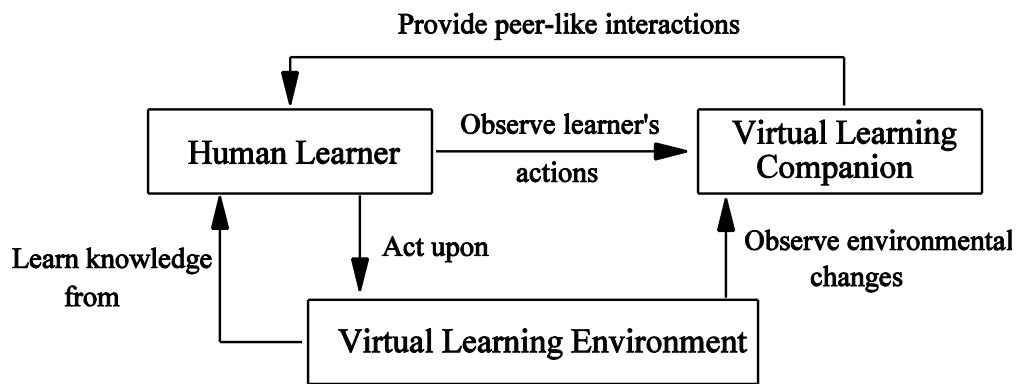 Provide peer-like interactions
Human Learner
Observe learner's
actions
Virtual Learning
Companion
Learn knowledge
from
Act upon
Observe environmental
changes
Virtual Learning Environment